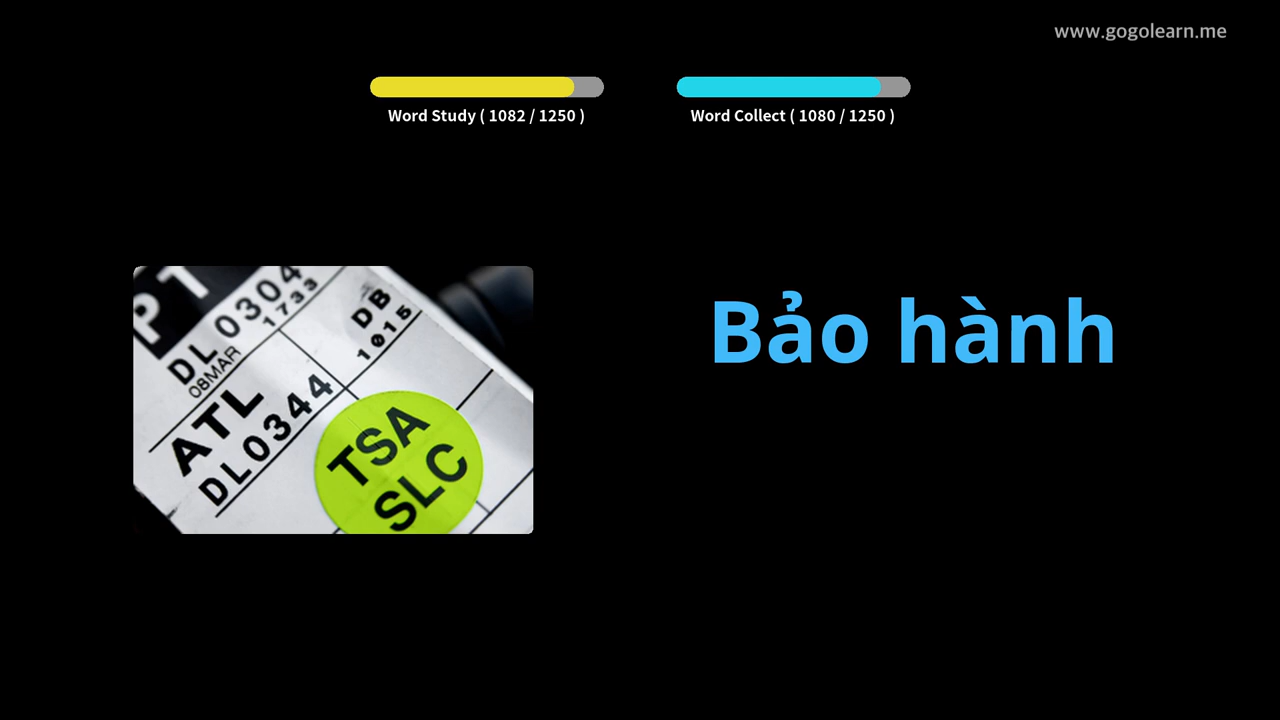 www.gogolearn.me
Word Study ( 1082 / 1250 )
Word Collect ( 1080 / 1250 )
P1
DL0304
1733
08MAR
DB
1015
ATL
DL0344
TSA
SLC
Bảo hành